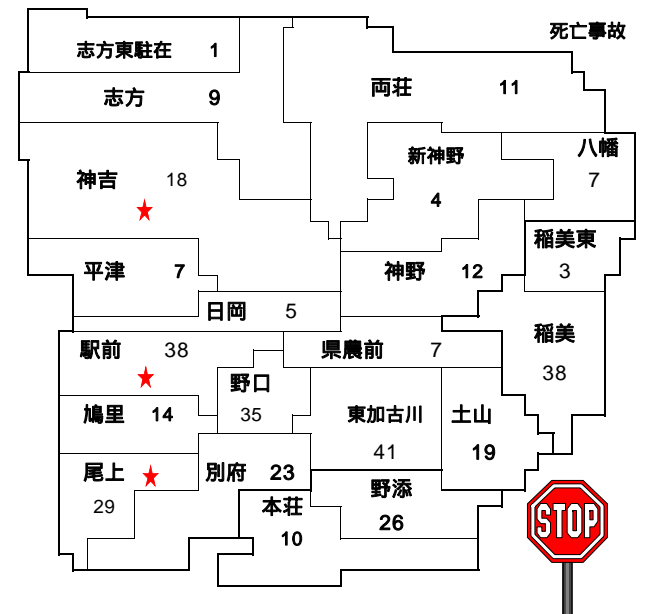 死亡事故
志方東駐在 1
志方 9
両荘 11
新神野
4
八幡
7
神吉 18
稲美東
3
平津 7
神野 12
日岡 5
稲美
38
駅前 38
県農前 7
野口
35
鳩里 14
東加古川
41
土山
19
尾上
29
別府 23
野添
26
本荘
10
STOP